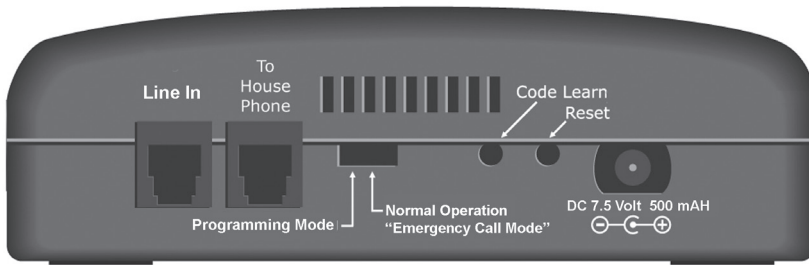 Line In
To
House
Phone
Code Learn
Reset
Programming Mode
Normal Operation
“Emergency Call Mode”
DC 7.5 Volt 500 mAH